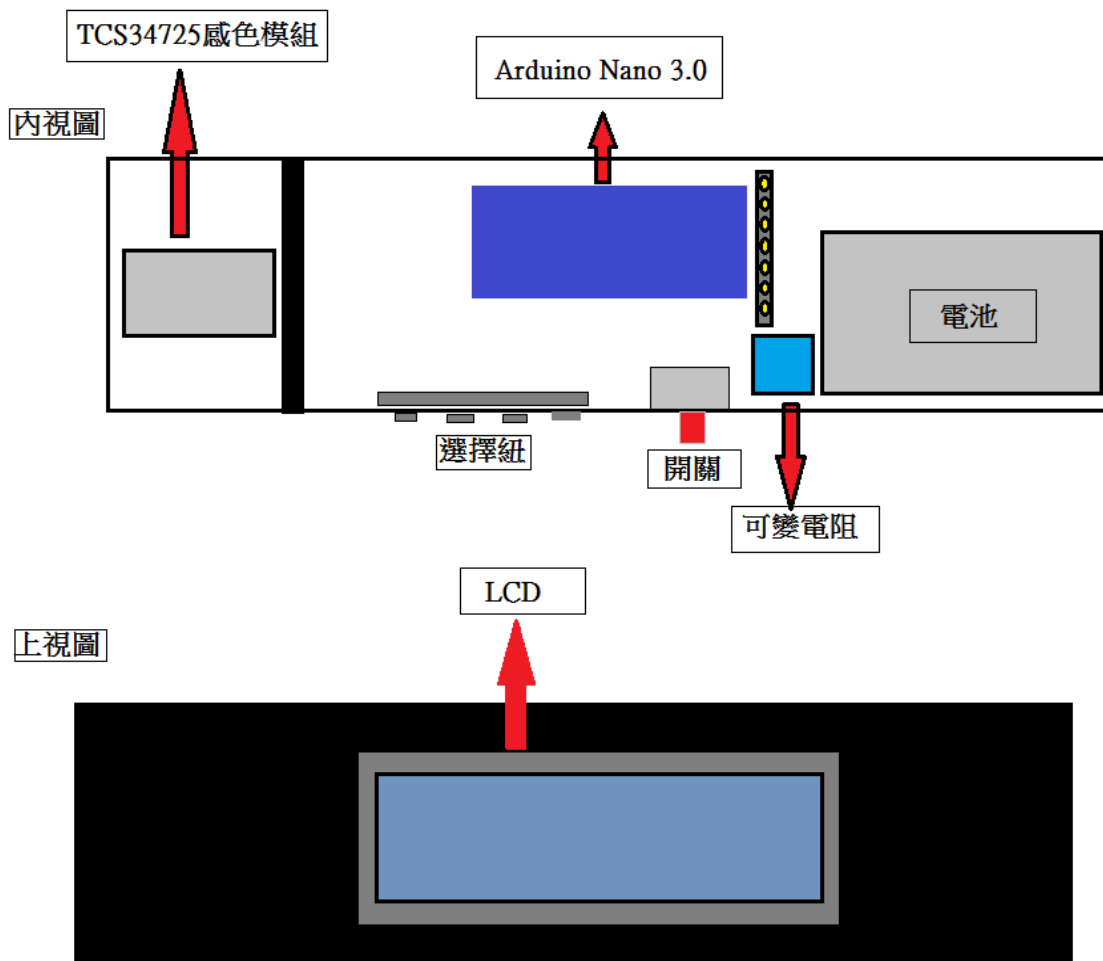 TCS34725感色模組
Arduino Nano 3.0
內視圖
電池
選擇紐
開關
可變電阻
LCD
上視圖